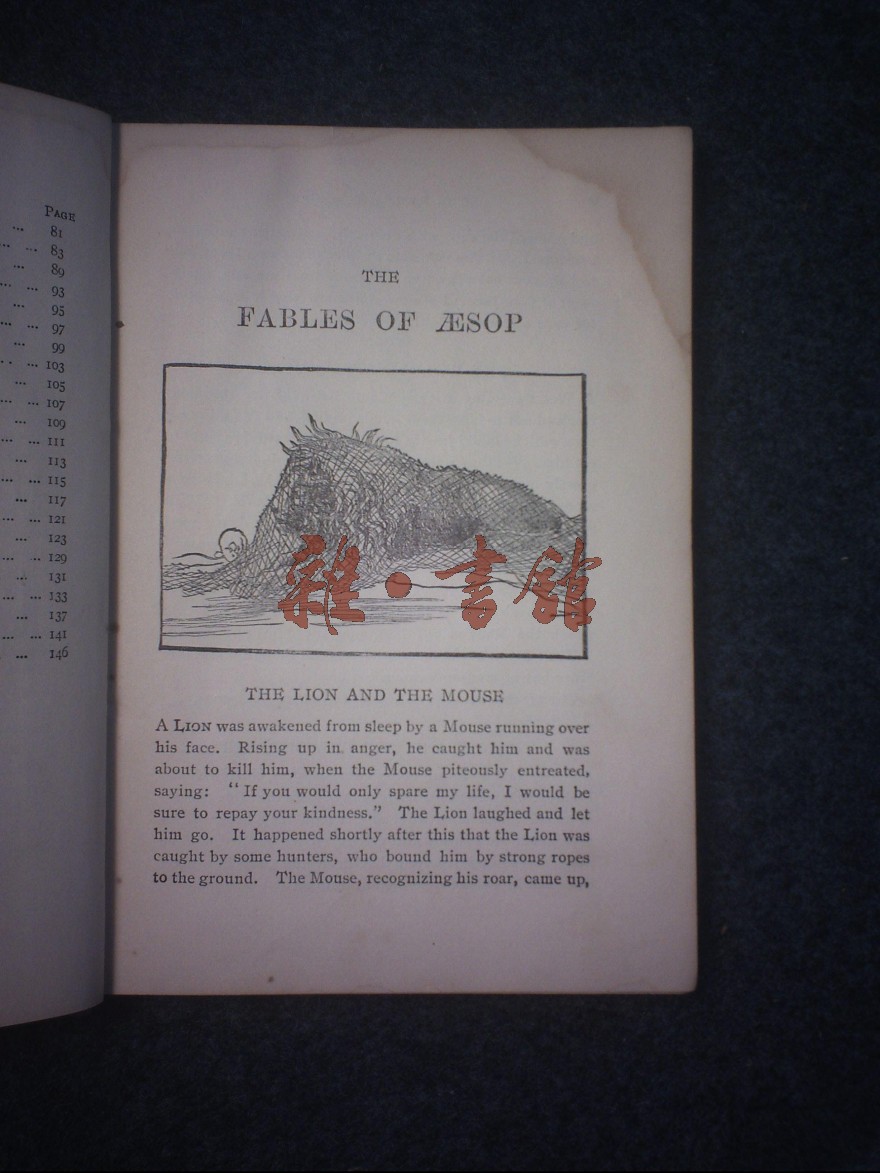 PAGE
... 81
... ... 83
... 89
... ... 93
... 95
... ... 97
... 99
... ... 103
... 105
... ... 107
... 109
... ... 111
... 113
... ... 115
... 117
... ... 121
... 123
... ... 129
... 131
... ... 133
... 137
... ... 141
... 146
THE
FABLES OF ÆSOP
雜·書館
THE LION AND THE MOUSE
A LION was awakened from sleep by a Mouse running over
his face. Rising up in anger, he caught him and was
about to kill him, when the Mouse piteously entreated,
saying: "If you would only spare my life, I would be
sure to repay your kindness." The Lion laughed and let
him go. It happened shortly after this that the Lion was
caught by some hunters, who bound him by strong ropes
to the ground. The Mouse, recognizing his roar, came up,